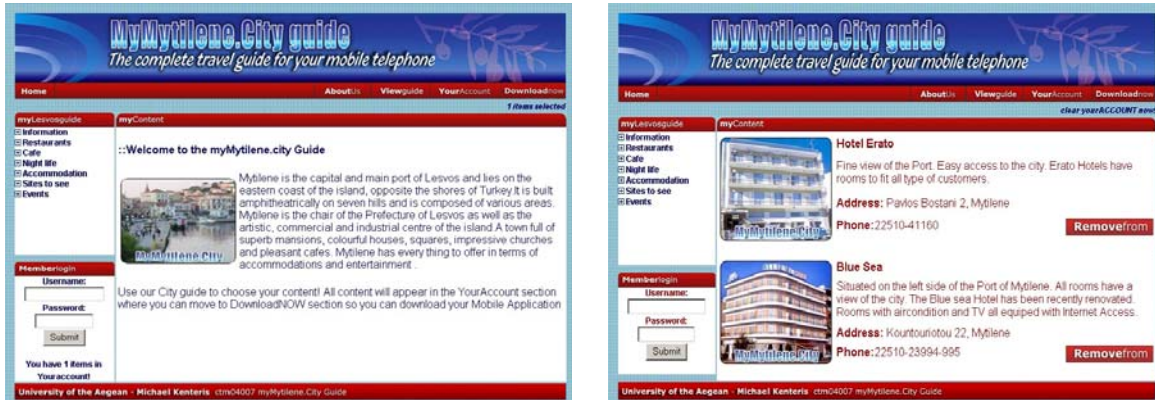 MyMytilene.City guide
The complete travel guide for your mobile telephone
Home AboutUs Viewguide YourAccount Downloadnow
1 items selected
myLesvosguide
Information
Restaurants
Cafe
Night life
Accommodation
Sites to see
Events
Memberlogin
Username:
Password:
Submit
You have 1 items in
Your account!
myContent
::Welcome to the myMytilene.city Guide
Mytilene is the capital and main port of Lesvos and lies on the
eastern coast of the island, opposite the shores of Turkey.It is built
amphitheatrically on seven hills and is composed of various areas.
Mytilene is the chair of the Prefecture of Lesvos as well as the
artistic, commercial and industrial centre of the island.A town full of
superb mansions, colourful houses, squares, impressive churches
and pleasant cafes. Mytilene has every thing to offer in terms of
accommodations and entertainment .
MyMytilene.City
Use our City guide to choose your content! All content will appear in the YourAccount section
where you can move to DownloadNOW section so you can download your Mobile Application
University of the Aegean - Michael Kenteris ctm04007 myMytilene.City Guide
MyMytilene.City guide
The complete travel guide for your mobile telephone
Home AboutUs Viewguide YourAccount Downloadnow
clear yourACCOUNT now!
myLesvosguide
Information
Restaurants
Cafe
Night life
Accommodation
Sites to see
Events
Memberlogin
Username:
Password:
Submit
myContent
Hotel Erato
Fine view of the Port. Easy access to the city. Erato Hotels have
rooms to fit all type of customers.
Address: Pavlos Bostani 2, Mytilene
Phone:22510-41160
Removefrom
MyMytilene.City
Blue Sea
Situated on the left side of the Port of Mytilene. All rooms have a
view of the city. The Blue sea Hotel has been recently renovated.
Rooms with aircondition and TV all equiped with Internet Access.
Address: Kountouriotou 22, Mytilene
Phone:22510-23994-995
Removefrom
MyMytilene.City
University of the Aegean - Michael Kenteris ctm04007 myMytilene.City Guide